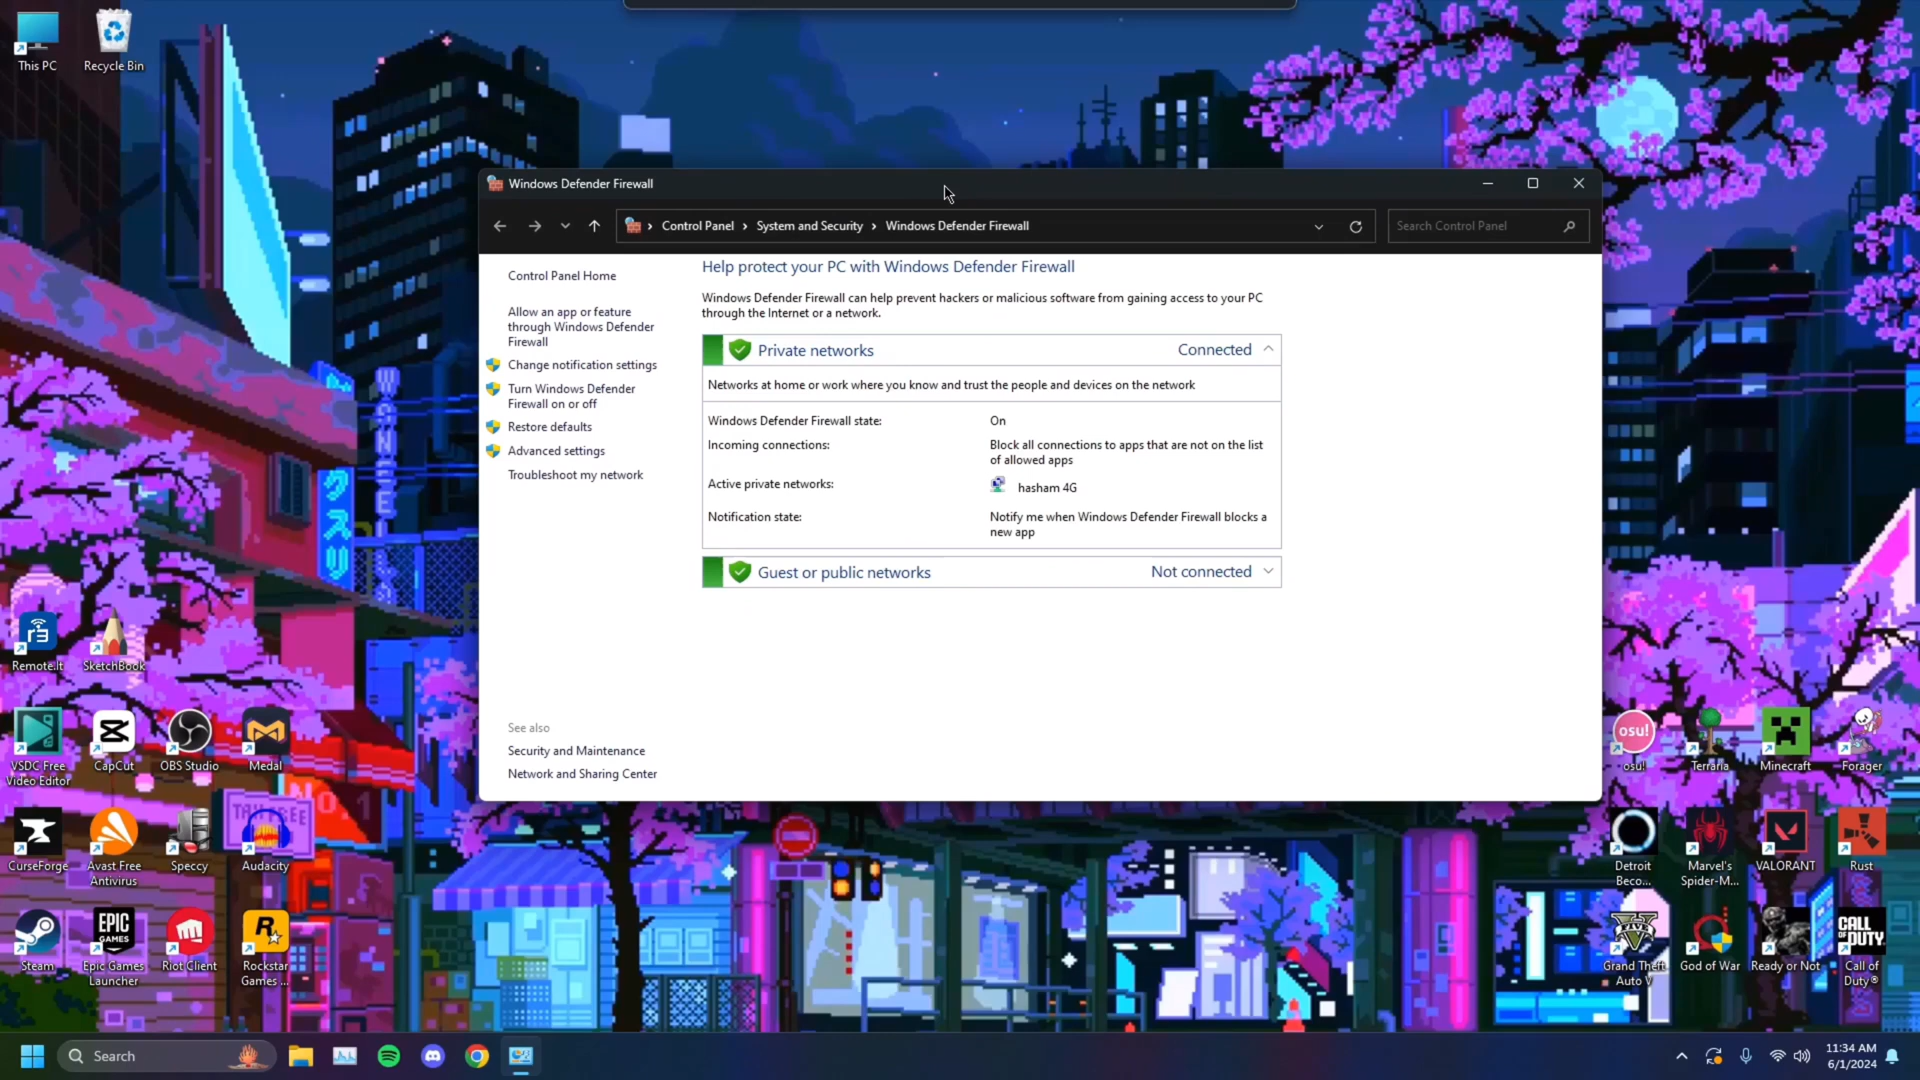 This PC
Recycle Bin
Windows Defender Firewall
Control Panel
System and Security
Windows Defender Firewall
Search Control Panel
Control Panel Home
Allow an app or feature
through Windows Defender
Firewall
Change notification settings
Turn Windows Defender
Firewall on or off
Restore defaults
Advanced settings
Troubleshoot my network
See also
Security and Maintenance
Network and Sharing Center
Help protect your PC with Windows Defender Firewall
Windows Defender Firewall can help prevent hackers or malicious software from gaining access to your PC
through the Internet or a network.
Private networks
Connected
Networks at home or work where you know and trust the people and devices on the network
Windows Defender Firewall state:
On
Incoming connections:
Block all connections to apps that are not on the list
of allowed apps
Active private networks:
hasham 4G
Notification state:
Notify me when Windows Defender Firewall blocks a
new app
Guest or public networks
Not connected
クスリ
Remote.It
SketchBook
VSDC Free
Video Editor
CapCut
OBS Studio
Medal
CurseForge
Avast Free
Antivirus
Speccy
Audacity
Steam
EPIC
GAMES
Epic Games
Launcher
Riot Client
Rockstar
Games ...
osu!
osu!
Terraria
Minecraft
Forager
Detroit
Beco...
Marvel's
Spider-M...
VALORANT
Rust
Grand Theft
Auto V
God of War
Ready or Not
CALL
OF DUTY
Call of
Duty®
Search
11:34 AM
6/1/2024